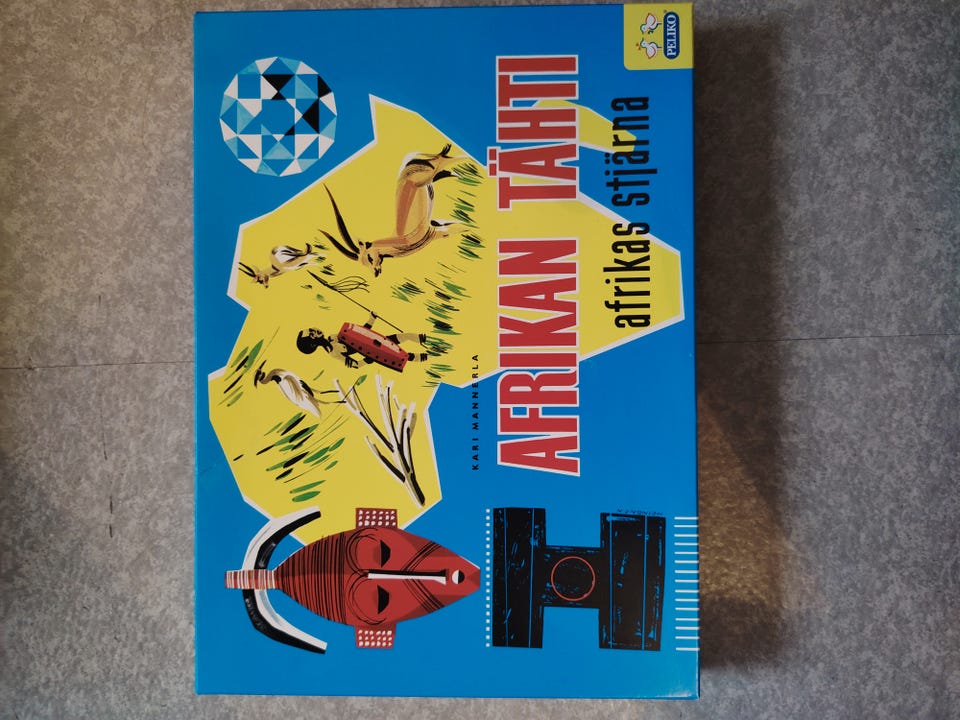 PELIKO
KARI MANNERLA
AFRIKAN TÄHTI
afrikas stjärna